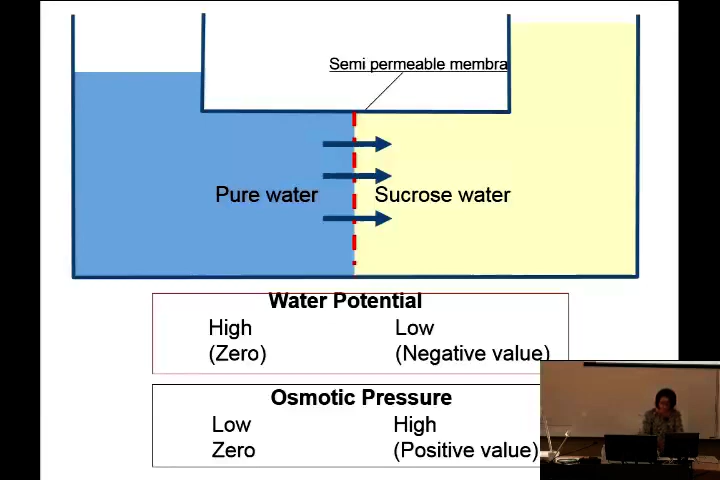 Semi permeable membra
Pure water
Sucrose water
Water Potential
High
Low
(Zero)
(Negative value)
Osmotic Pressure
Low
High
Zero
(Positive value)